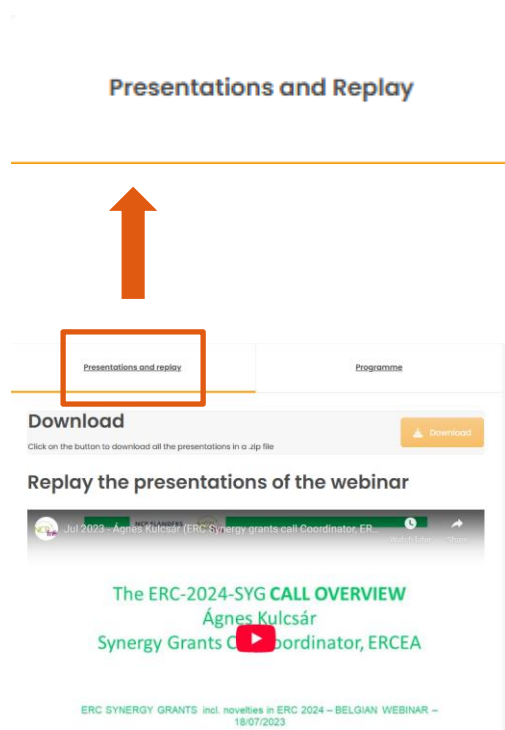 Presentations and Replay
Presentations and replay
Programme
Download
Click on the button to download all the presentations in a .zip file
Download
Replay the presentations of the webinar
NCP FLANDERS
Jul 2023 - Ágnes Kulcsár (ERC Synergy grants call Coordinator, ER...
Watch later
Share
The ERC-2024-SYG CALL OVERVIEW
Ágnes Kulcsár
Synergy Grants C oordinator, ERCEA
ERC SYNERGY GRANTS incl. novelties in ERC 2024 – BELGIAN WEBINAR –
18/07/2023